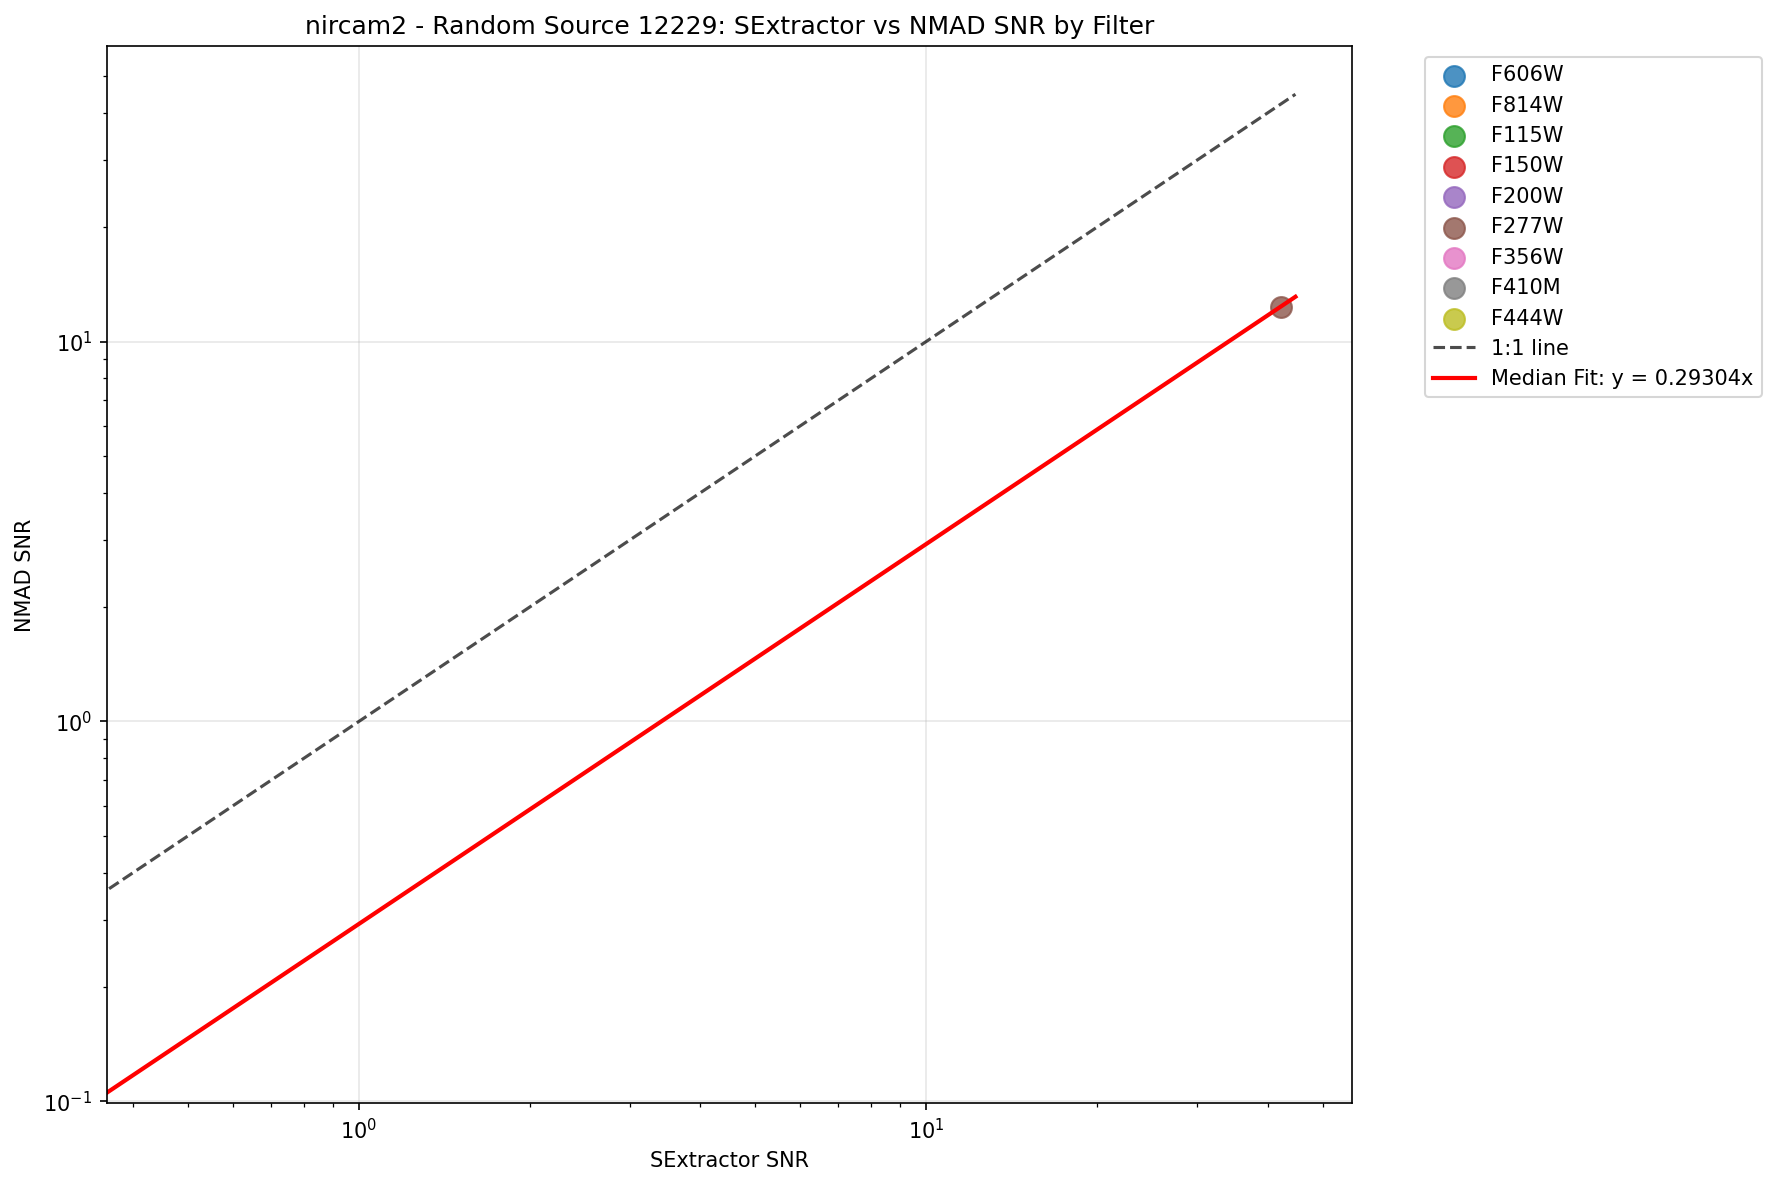 nircam2 - Random Source 12229: SExtractor vs NMAD SNR by Filter
F606W
F814W
F115W
F150W
F200W
F277W
F356W
F410M
F444W
1:1 line
Median Fit: y = 0.29304x
NMAD SNR
10¹
10⁰
10⁻¹
10⁰
10¹
SExtractor SNR